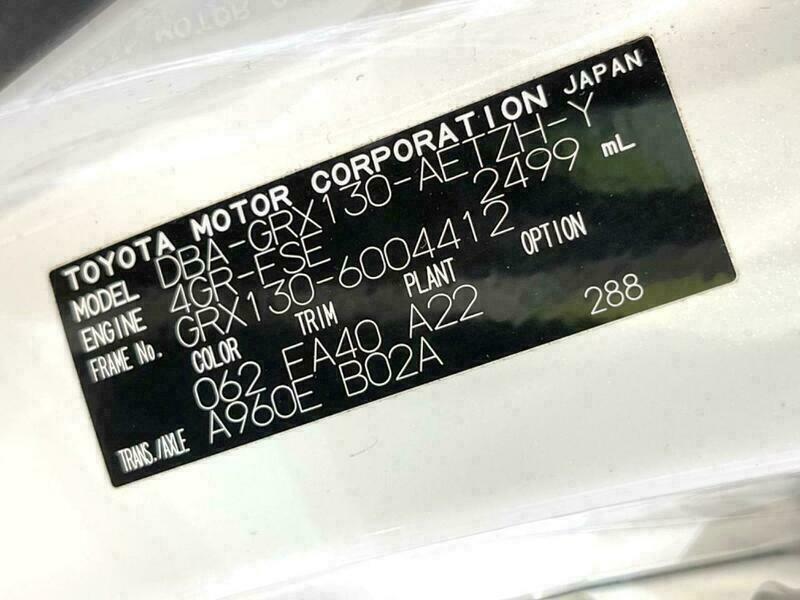 TOYOTA MOTOR CORPORATION JAPAN
MODEL DBA-GRX130-AETZH-Y
ENGINE 4GR-FSE 2499 mL
FRAME No. GRX130-6004412
COLOR TRIM PLANT OPTION
062 FA40 A22 288
TRANS./AXLE A960E B02A